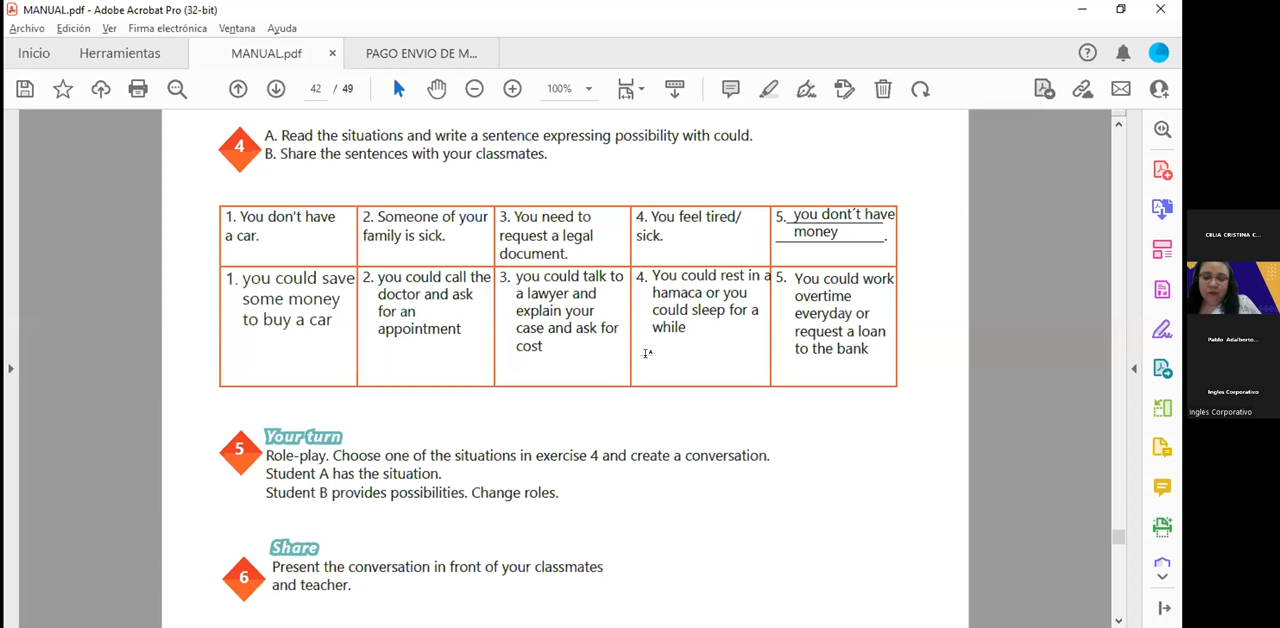 MANUAL.pdf - Adobe Acrobat Pro (32-bit)
Archivo Edición Ver Firma electrónica Ventana Ayuda
Inicio Herramientas MANUAL.pdf × PAGO ENVIO DE M...
42 / 49 100%
4
A. Read the situations and write a sentence expressing possibility with could.
B. Share the sentences with your classmates.
1. You don't have
a car.
2. Someone of your
family is sick.
3. You need to
request a legal
document.
4. You feel tired/
sick.
5. you dont´t have
money .
1. you could save
some money
to buy a car
2. you could call the
doctor and ask
for an
appointment
3. you could talk to
a lawyer and
explain your
case and ask for
cost
4. You could rest in a
hamaca or you
could sleep for a
while
5. You could work
overtime
everyday or
request a loan
to the bank
5
Your turn
Role-play. Choose one of the situations in exercise 4 and create a conversation.
Student A has the situation.
Student B provides possibilities. Change roles.
6
Share
Present the conversation in front of your classmates
and teacher.
CELIA CRISTINA C...
Pablo Adalberto...
Ingles Corporativo
Ingles Corporativo